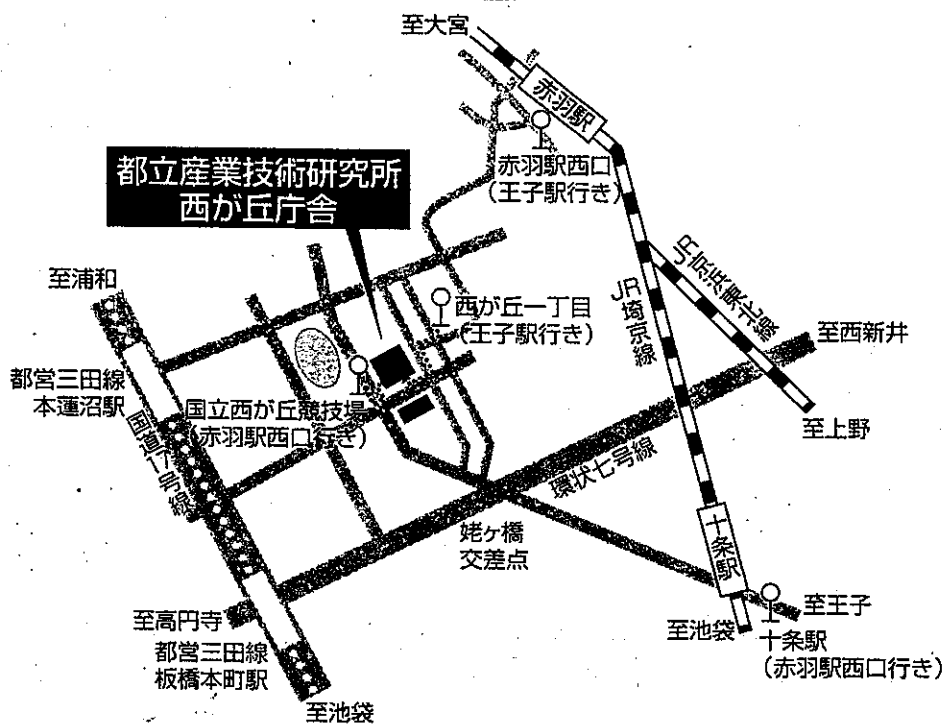 至大宮
赤羽駅
赤羽駅西口
(王子駅行き)
都立産業技術研究所
西が丘庁舎
至浦和
西が丘一丁目
(王子駅行き)
JR京浜東北線
JR埼京線
至西新井
都営三田線
本蓮沼駅
国道17号線
国立西が丘競技場
(赤羽駅西口行き)
至上野
環状七号線
姥ヶ橋
交差点
十条駅
至高円寺
至王子
至池袋
十条駅
(赤羽駅西口行き)
都営三田線
板橋本町駅
至池袋